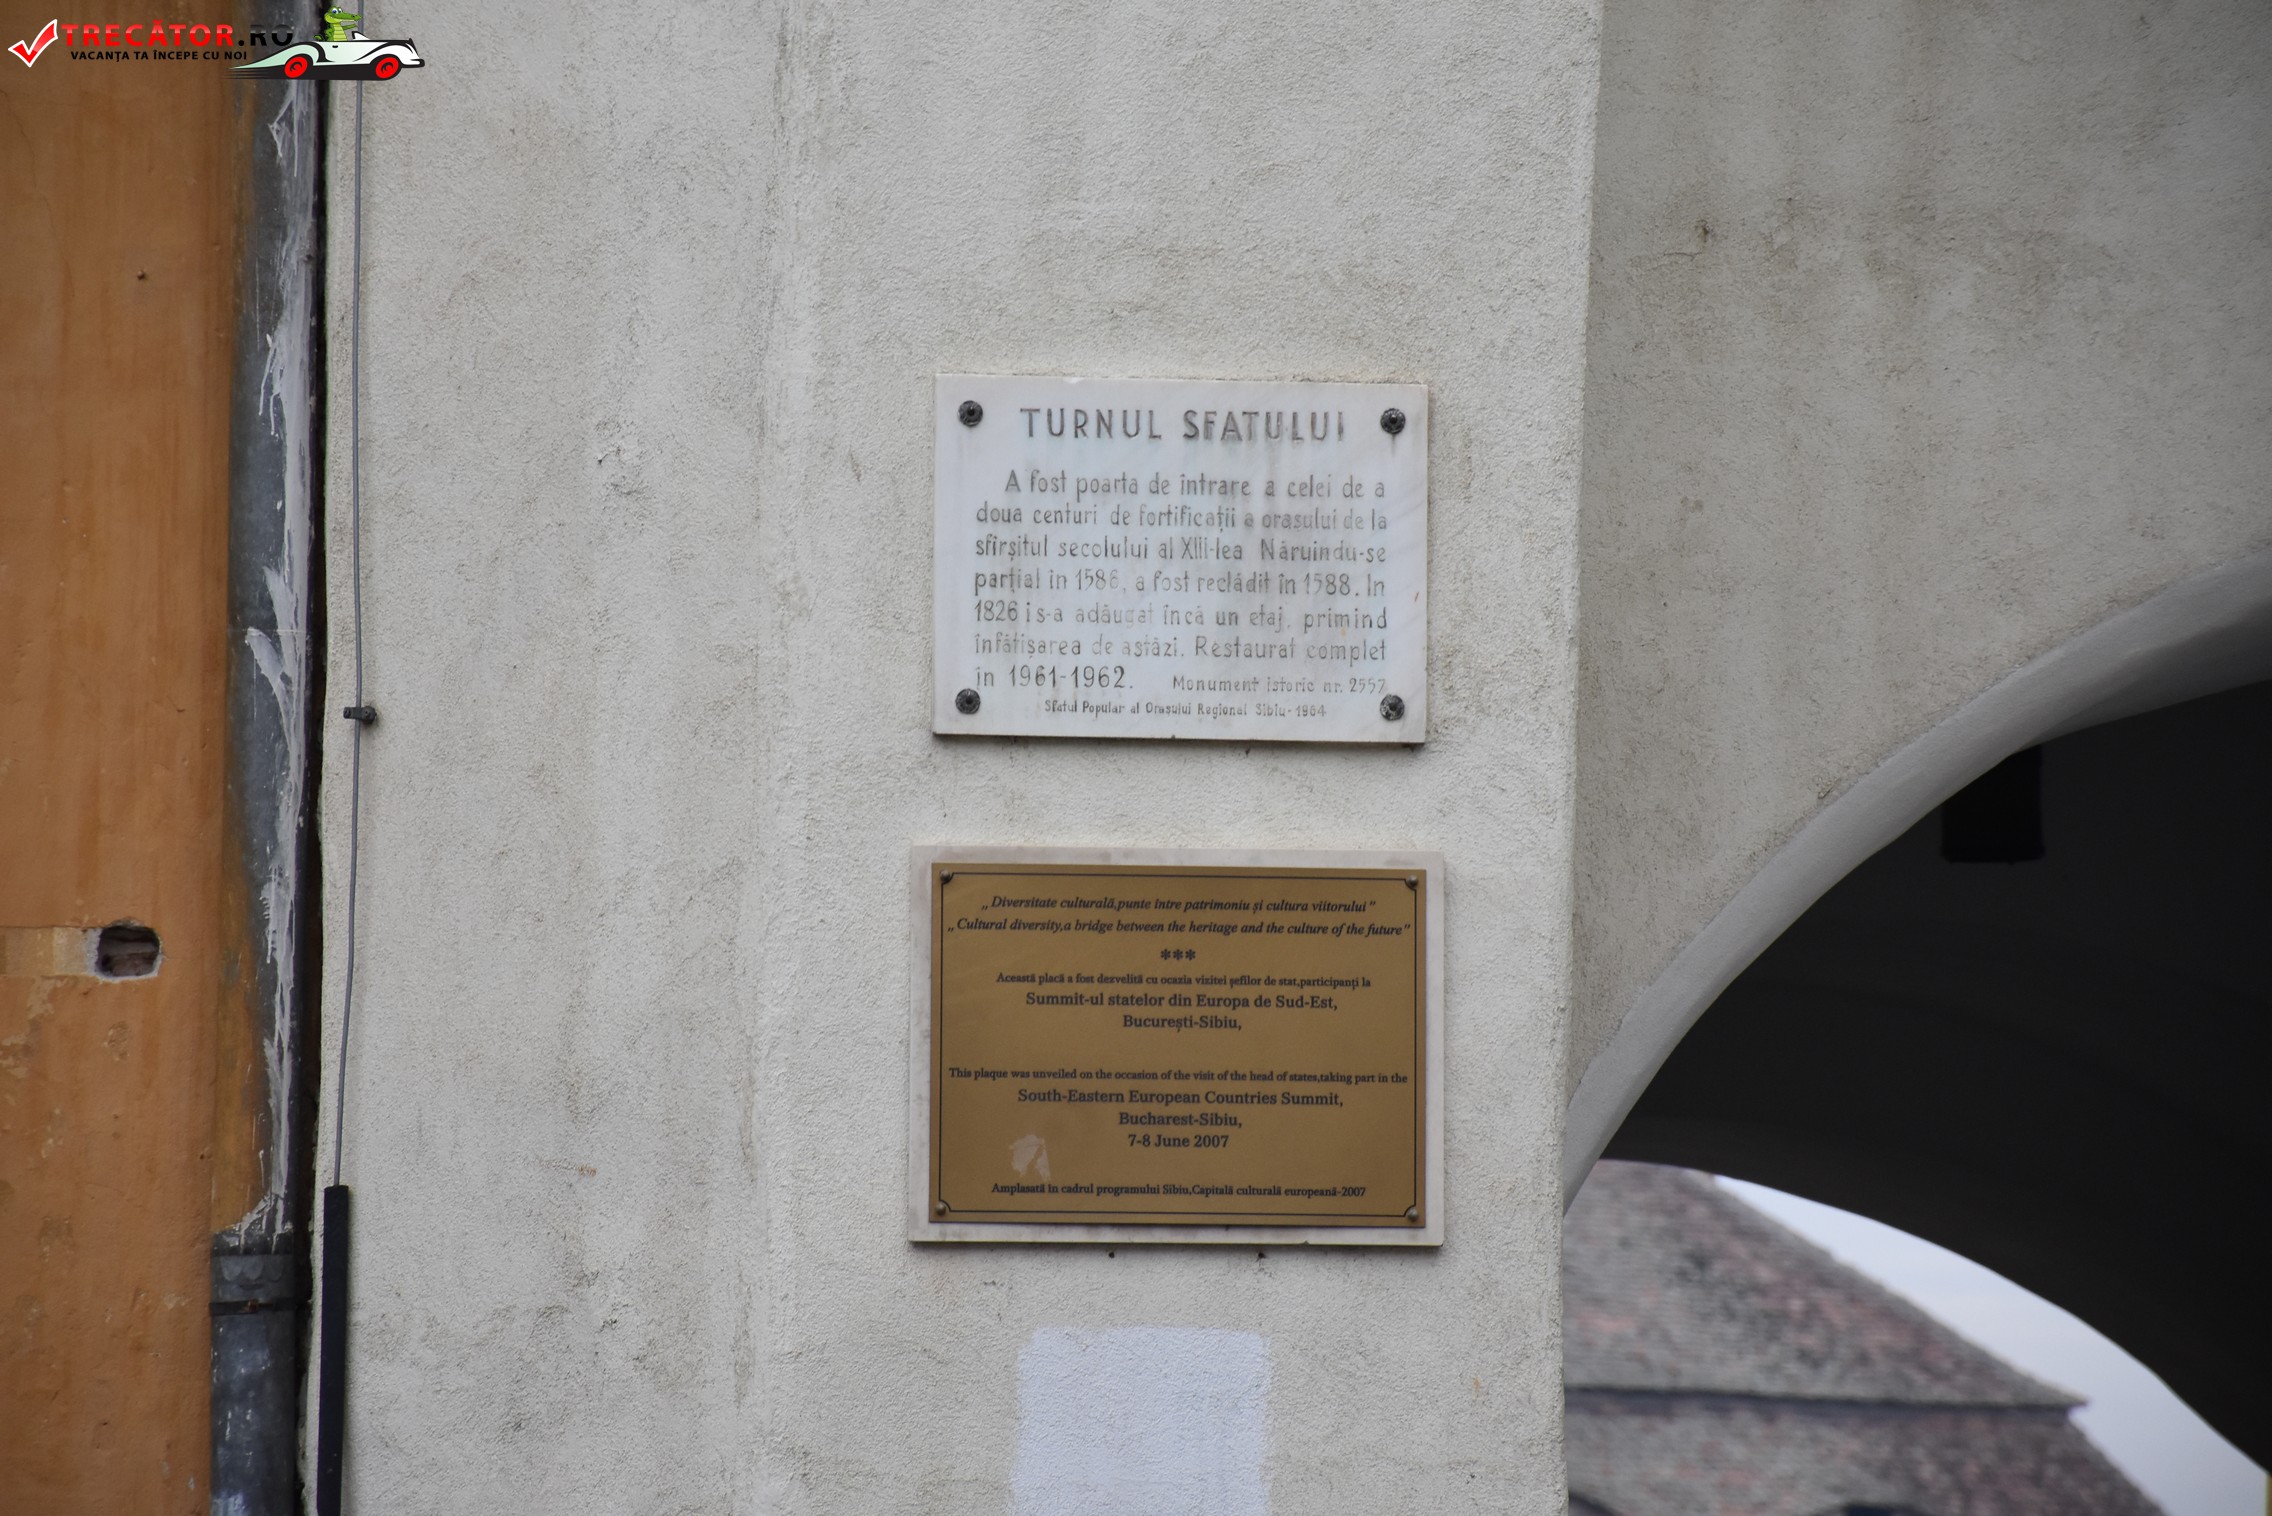 TRECĂTOR.RO
VACANȚA TA ÎNCEPE CU NOI
TURNUL SFATULUI
A fost poarta de intrare a celei de a
doua centuri de fortificații a orașului de la
sfîrșitul secolului al XIII-lea Năruindu-se
parțial în 1586, a fost reclădit în 1588. In
1826 i s-a adăugat încă un etaj, primind
înfățișarea de astăzi. Restaurat complet
în 1961-1962. Monument istoric nr. 2557
Sfatul Popular al Orașului Regional Sibiu-1964
„Diversitate culturală,punte între patrimoniu și cultura viitorului”
„Cultural diversity,a bridge between the heritage and the culture of the future”
***
Această placă a fost dezvelită cu ocazia vizitei șefilor de stat,participanți la
Summit-ul statelor din Europa de Sud-Est,
București-Sibiu,
This plaque was unveiled on the occasion of the visit of the head of states,taking part in the
South-Eastern European Countries Summit,
Bucharest-Sibiu,
7-8 June 2007
Amplasată în cadrul programului Sibiu,Capitală culturală europeană-2007